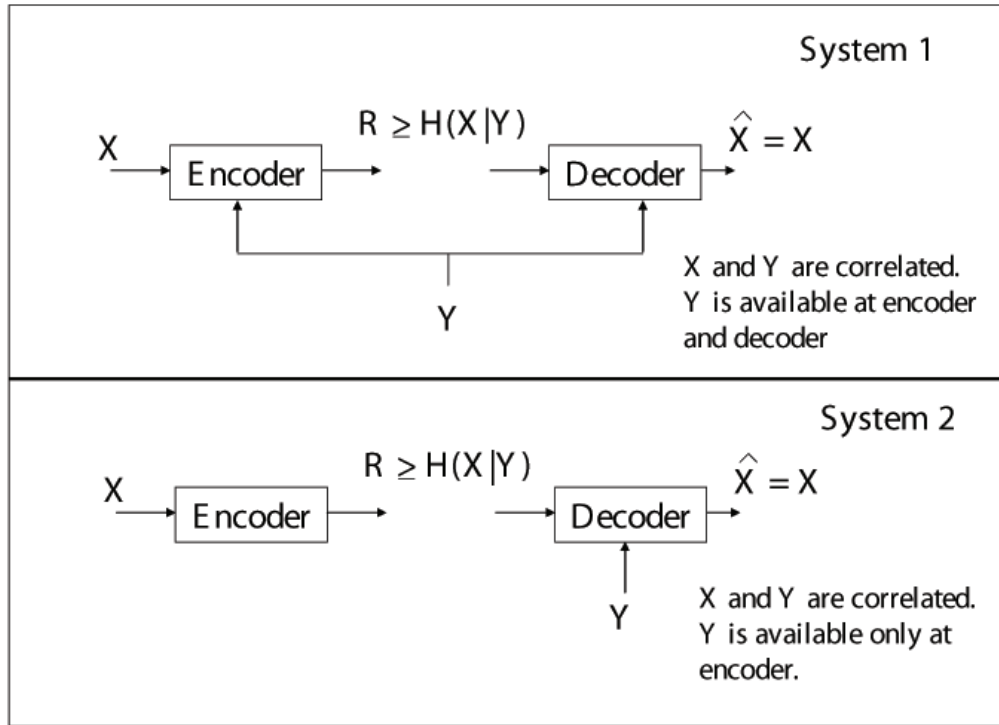 System 1
R ≥ H(X|Y)
X
Encoder
Decoder
X̂ = X
Y
X and Y are correlated.
Y is available at encoder
and decoder
System 2
R ≥ H(X|Y)
X
Encoder
Decoder
X̂ = X
Y
X and Y are correlated.
Y is available only at
encoder.